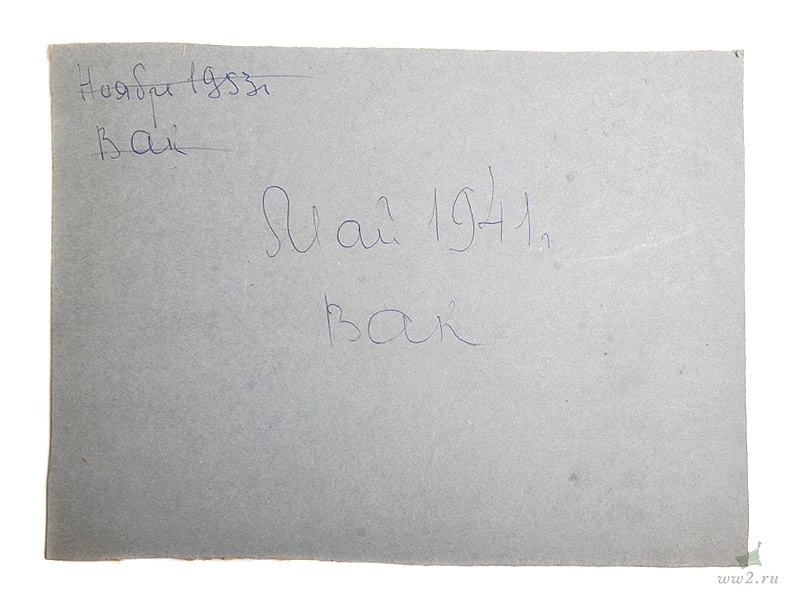 Ноябрь 1953г
Вак
Май 1941г
Вак
ww2.ru